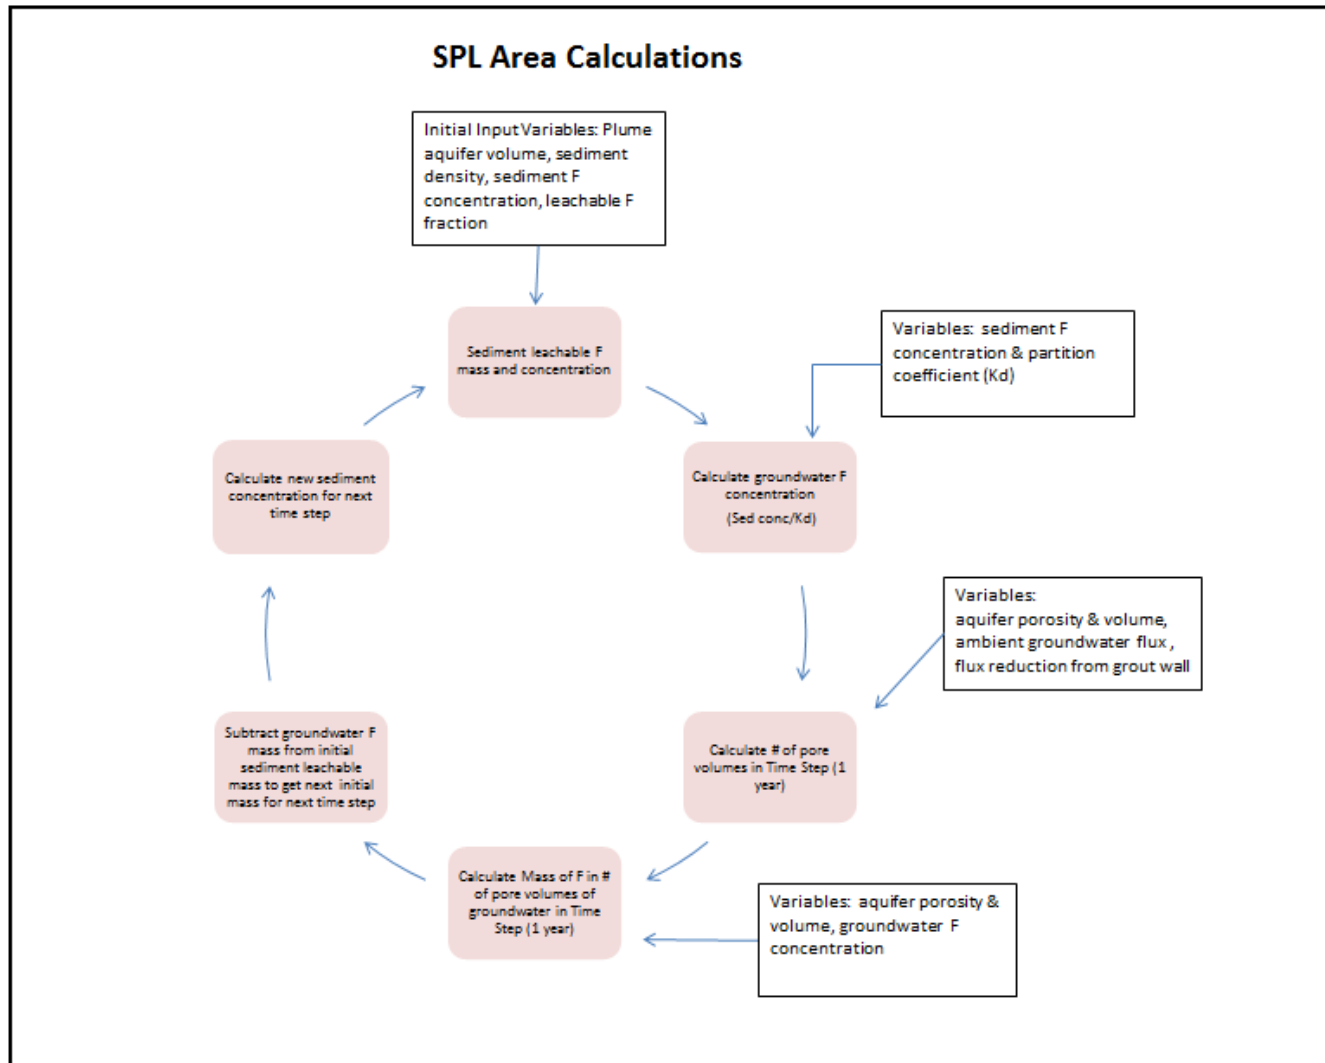 SPL Area Calculations
Initial Input Variables: Plume
aquifer volume, sediment
density, sediment F
concentration, leachable F
fraction
Sediment leachable F
mass and concentration
Variables: sediment F
concentration & partition
coefficient (Kd)
Calculate groundwater F
concentration
(Sed conc/Kd)
Variables:
aquifer porosity & volume,
ambient groundwater flux ,
flux reduction from grout wall
Calculate # of pore
volumes in Time Step (1
year)
Variables: aquifer porosity &
volume, groundwater F
concentration
Calculate Mass of F in #
of pore volumes of
groundwater in Time
Step (1 year)
Subtract groundwater F
mass from initial
sediment leachable
mass to get next initial
mass for next time step
Calculate new sediment
concentration for next
time step